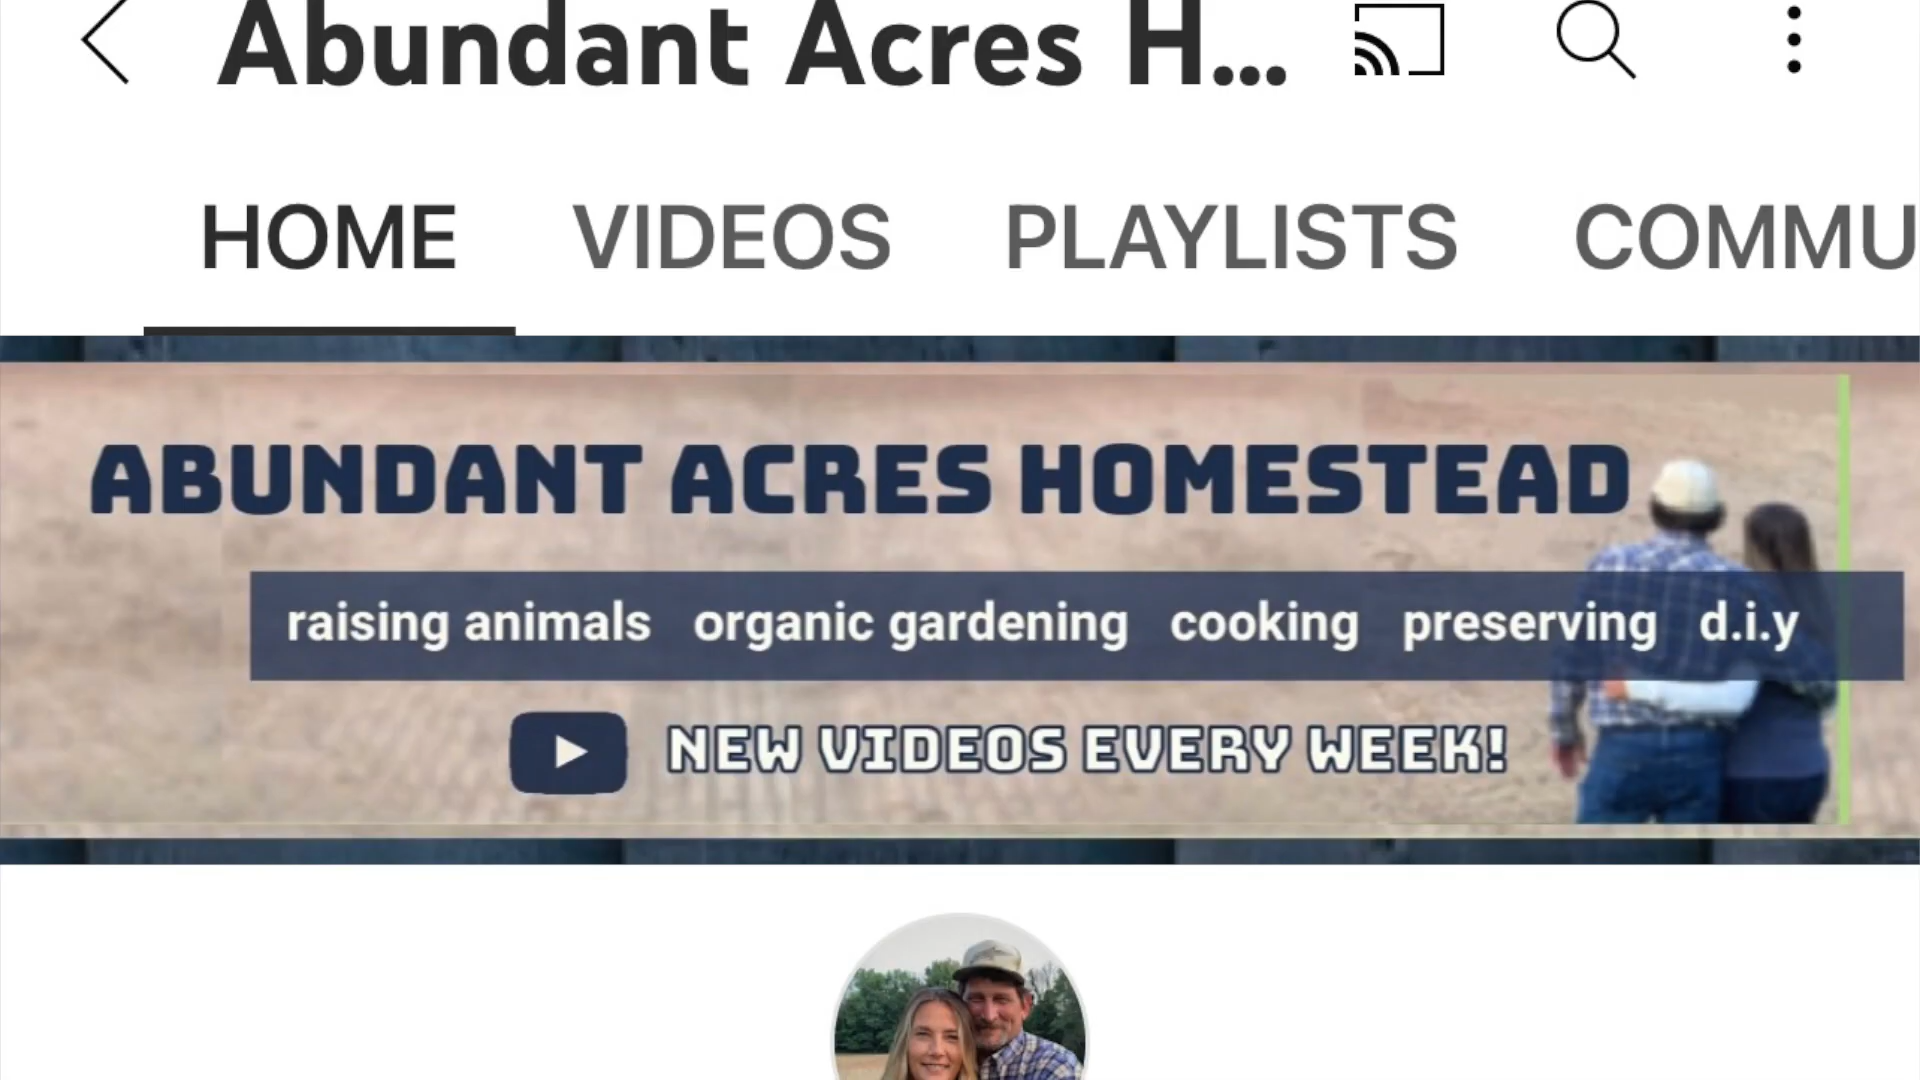 Abundant Acres H...
HOME VIDEOS PLAYLISTS COMMU
ABUNDANT ACRES HOMESTEAD
raising animals organic gardening cooking preserving d.i.y
NEW VIDEOS EVERY WEEK!